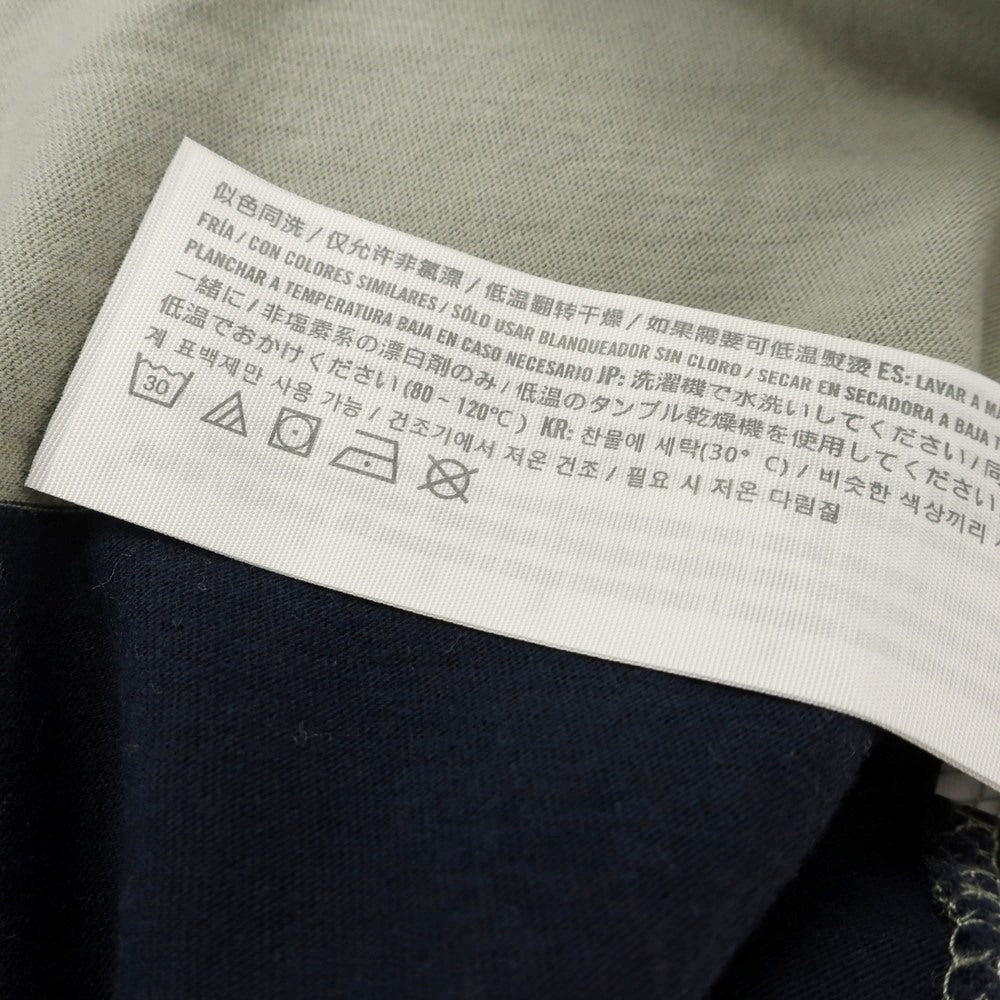 似色同洗 / 仅允许非氯漂 / 低温翻转干燥 / 如果需要可低温熨烫 ES: LAVAR A
FRÍA / CON COLORES SIMILARES / SÓLO USAR BLANQUEADOR SIN CLORO / SECAR EN SECADORA A BAJA
PLANCHAR A TEMPERATURA BAJA EN CASO NECESARIO JP: 洗濯機で水洗いしてください / 同
一緒に / 非塩素系の漂白剤のみ / 低温のタンブル乾燥機を使用してください
低温でおかけください (80 ~ 120℃) KR: 찬물에 세탁(30° C) / 비슷한 색상끼리
게 표백제만 사용 가능 / 건조기에서 저온 건조 / 필요 시 저온 다림질
30